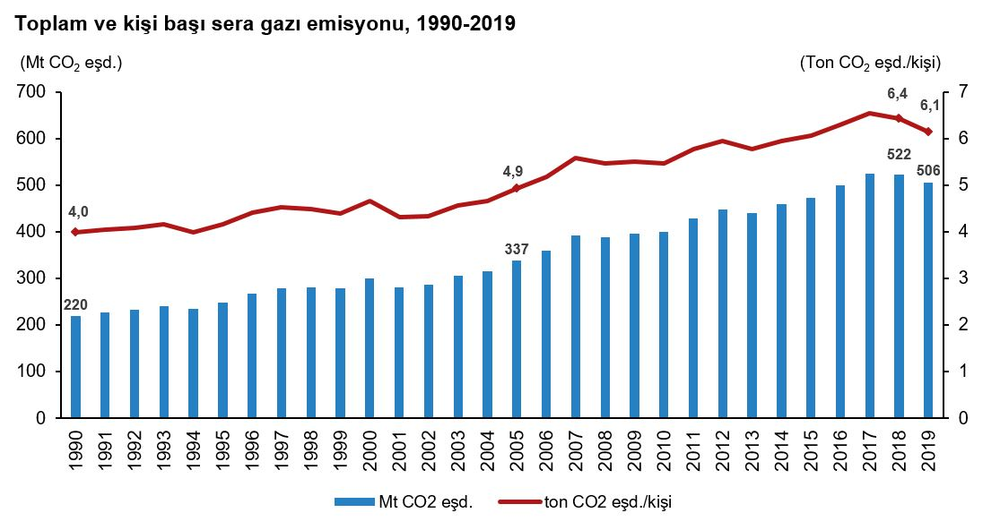 Toplam ve kişi başı sera gazı emisyonu, 1990-2019
(Mt CO₂ eşd.) (Ton CO₂ eşd./kişi)
700 7
600 6
500 5
400 4
300 3
200 2
100 1
0 0
4,0 4,9 6,4 6,1
220 337 522 506
1990 1991 1992 1993 1994 1995 1996 1997 1998 1999 2000 2001 2002 2003 2004 2005 2006 2007 2008 2009 2010 2011 2012 2013 2014 2015 2016 2017 2018 2019
Mt CO2 eşd. ton CO2 eşd./kişi